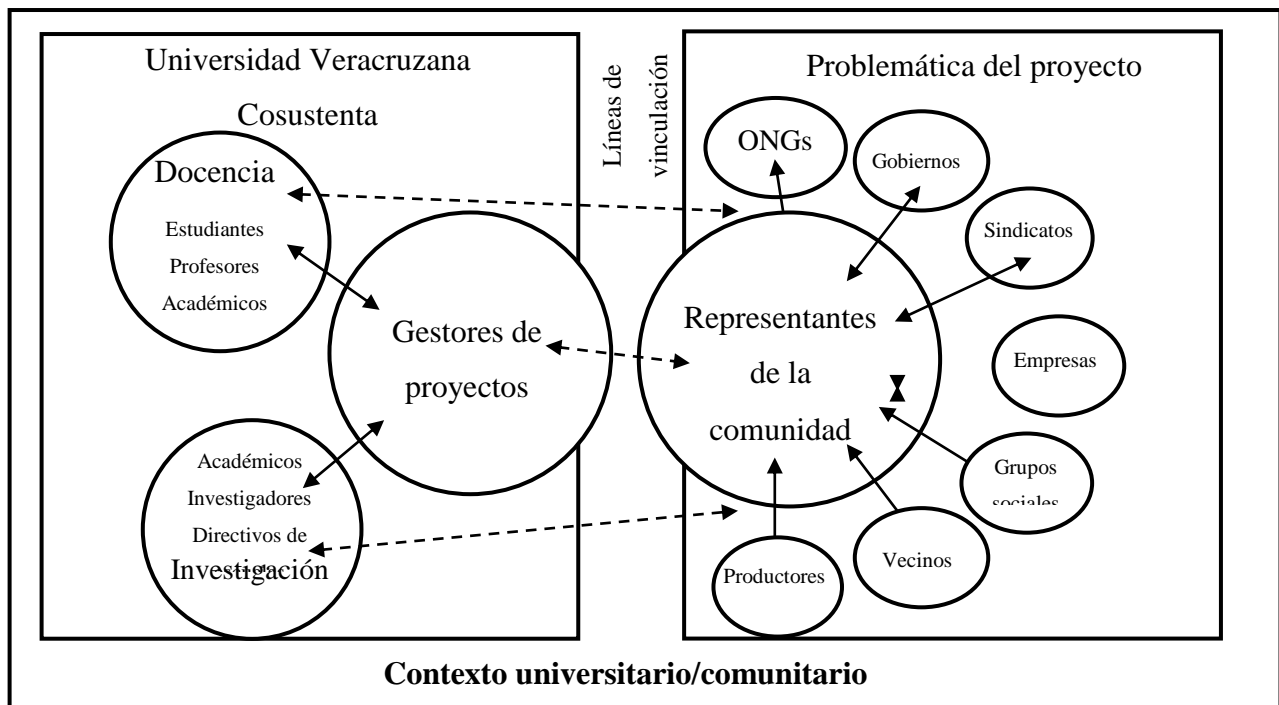 Universidad Veracruzana
Cosustenta
Docencia
Estudiantes
Profesores
Académicos
Gestores de
proyectos
Académicos
Investigadores
Directivos de
Investigación
Líneas de
vinculación
Problemática del proyecto
ONGs
Gobiernos
Sindicatos
Empresas
Grupos
sociales
Vecinos
Productores
Representantes
de la
comunidad
Contexto universitario/comunitario